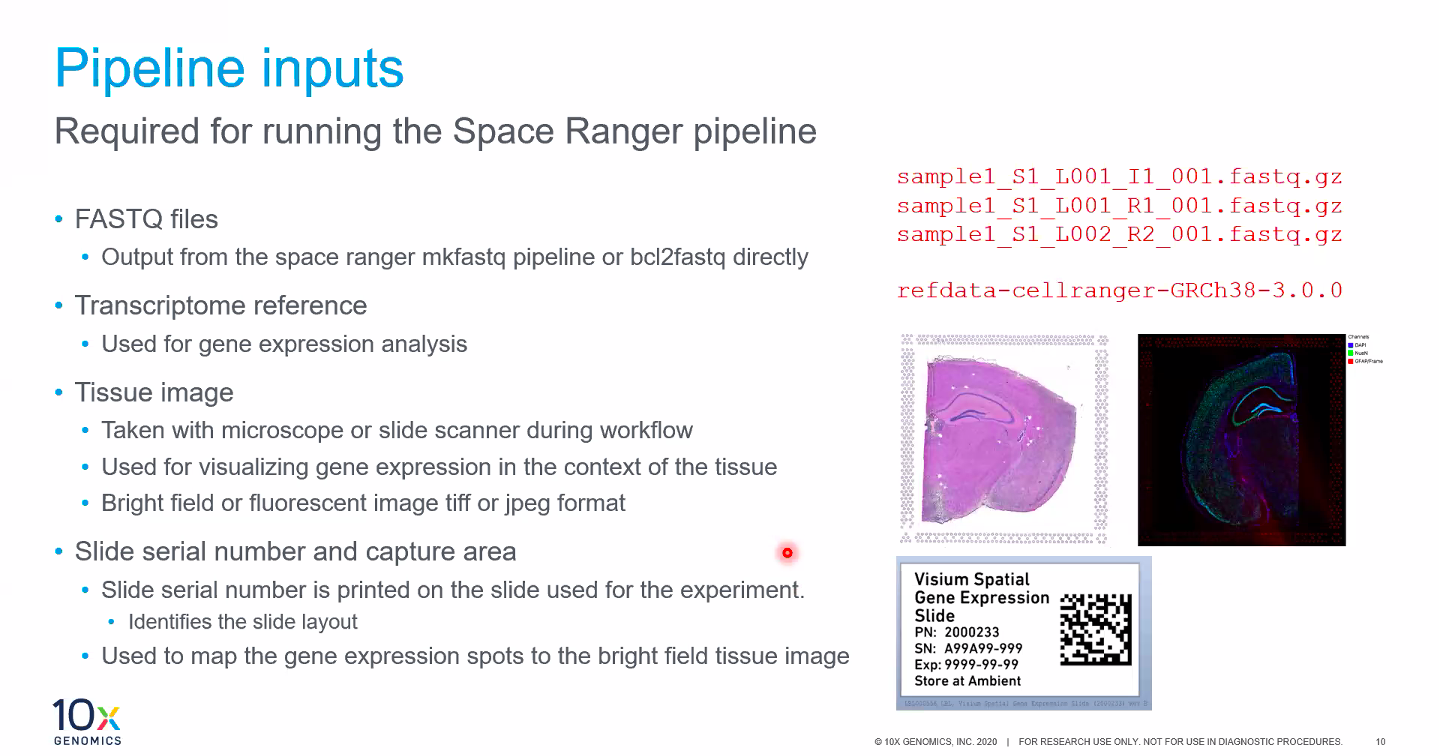 Pipeline inputs
Required for running the Space Ranger pipeline
• FASTQ files
• Output from the space ranger mkfastq pipeline or bcl2fastq directly
• Transcriptome reference
• Used for gene expression analysis
• Tissue image
• Taken with microscope or slide scanner during workflow
• Used for visualizing gene expression in the context of the tissue
• Bright field or fluorescent image tiff or jpeg format
• Slide serial number and capture area
• Slide serial number is printed on the slide used for the experiment.
• Identifies the slide layout
• Used to map the gene expression spots to the bright field tissue image
sample1_S1_L001_I1_001.fastq.gz
sample1_S1_L001_R1_001.fastq.gz
sample1_S1_L002_R2_001.fastq.gz
refdata-cellranger-GRCh38-3.0.0
Channels
DAPI
NueN
GFAP/Frame
Visium Spatial
Gene Expression
Slide
PN: 2000233
SN: A99A99-999
Exp: 9999-99-99
Store at Ambient
Visium Spatial Gene Expression Slide
10x
GENOMICS
© 10X GENOMICS, INC. 2020 | FOR RESEARCH USE ONLY. NOT FOR USE IN DIAGNOSTIC PROCEDURES.
10